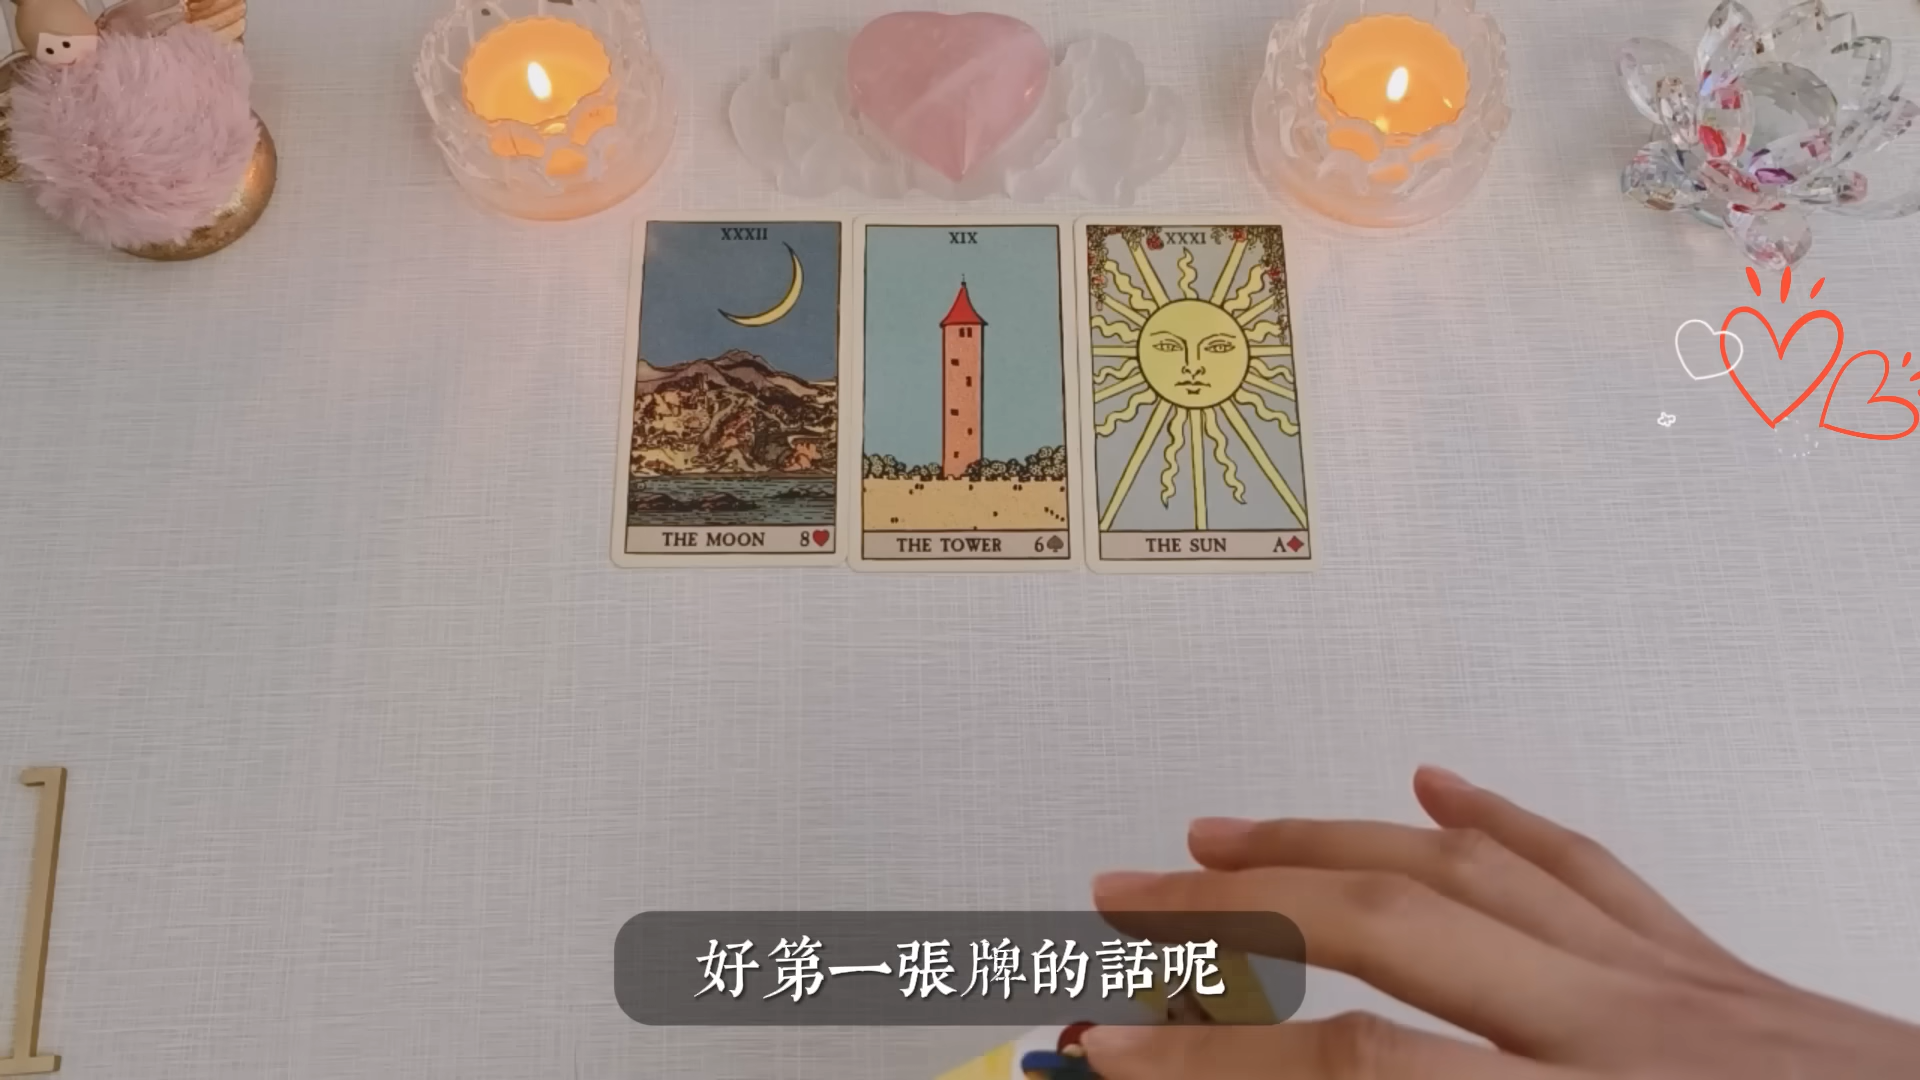 XXXII
XIX
XXXI
THE MOON 8♥
THE TOWER 6♠
THE SUN A♦
1
好第一張牌的話呢